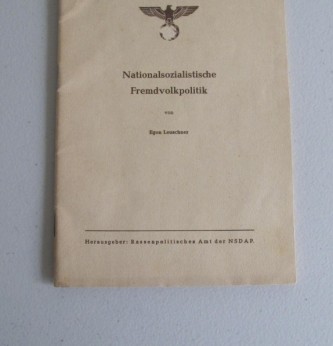 Nationalsozialistische
Fremdvolkpolitik
von
Egon Leuschner
Herausgeber: Rassenpolitisches Amt der NSDAP.